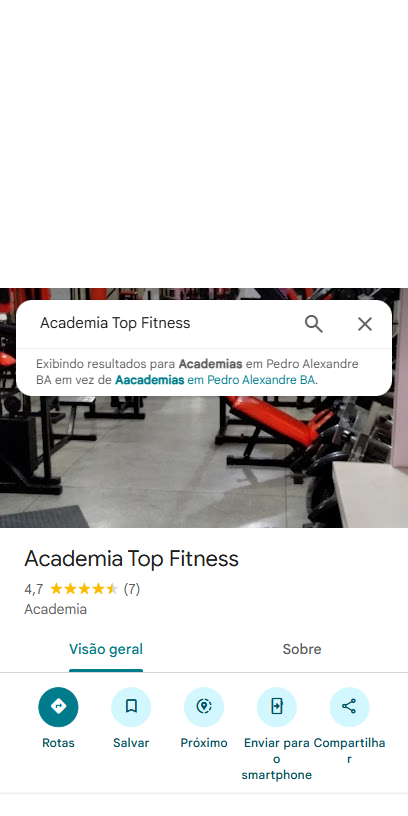 Academia Top Fitness
Exibindo resultados para Academias em Pedro Alexandre
BA em vez de Aacademias em Pedro Alexandre BA.
Academia Top Fitness
4,7 (7)
Academia
Visão geral
Sobre
Rotas
Salvar
Próximo
Enviar para
o
smartphone
Compartilha
r